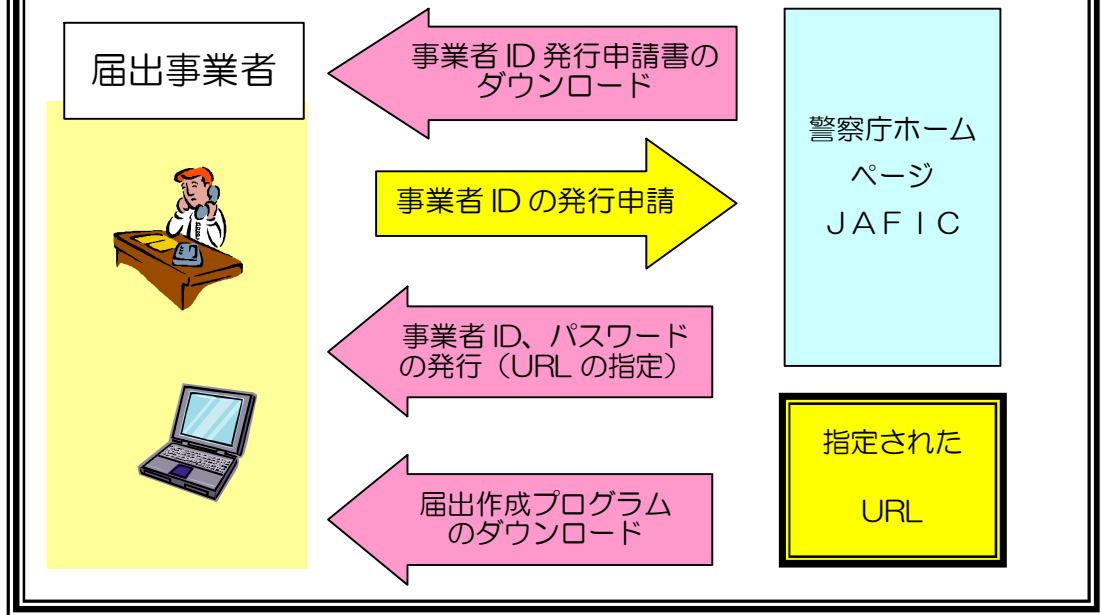 届出事業者
事業者 ID 発行申請書の
ダウンロード
警察庁ホーム
ページ
ＪＡＦＩＣ
事業者 ID の発行申請
事業者 ID、パスワード
の発行（URL の指定）
指定された
URL
届出作成プログラム
のダウンロード